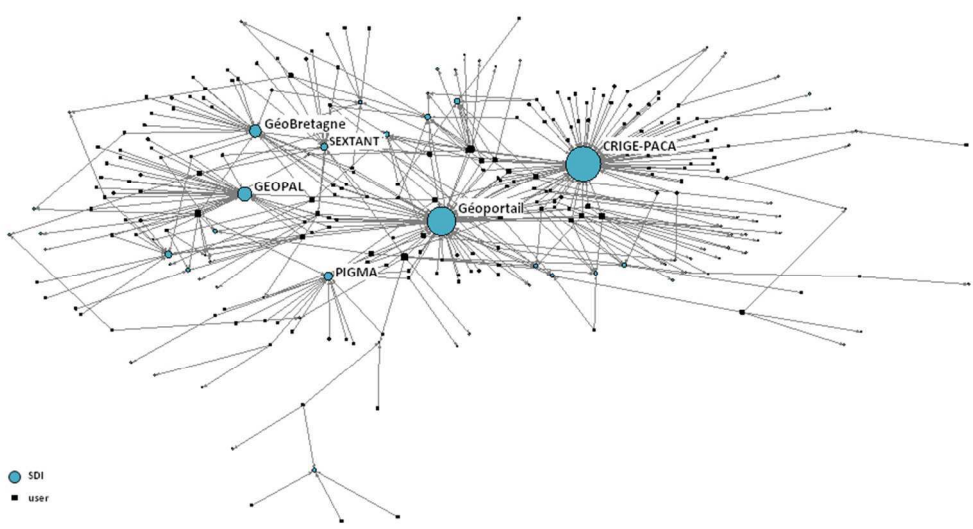 GéoBretagne
SEXTANT
CRIGE-PACA
GEOPAL
Géoportail
PIGMA
SDI
user